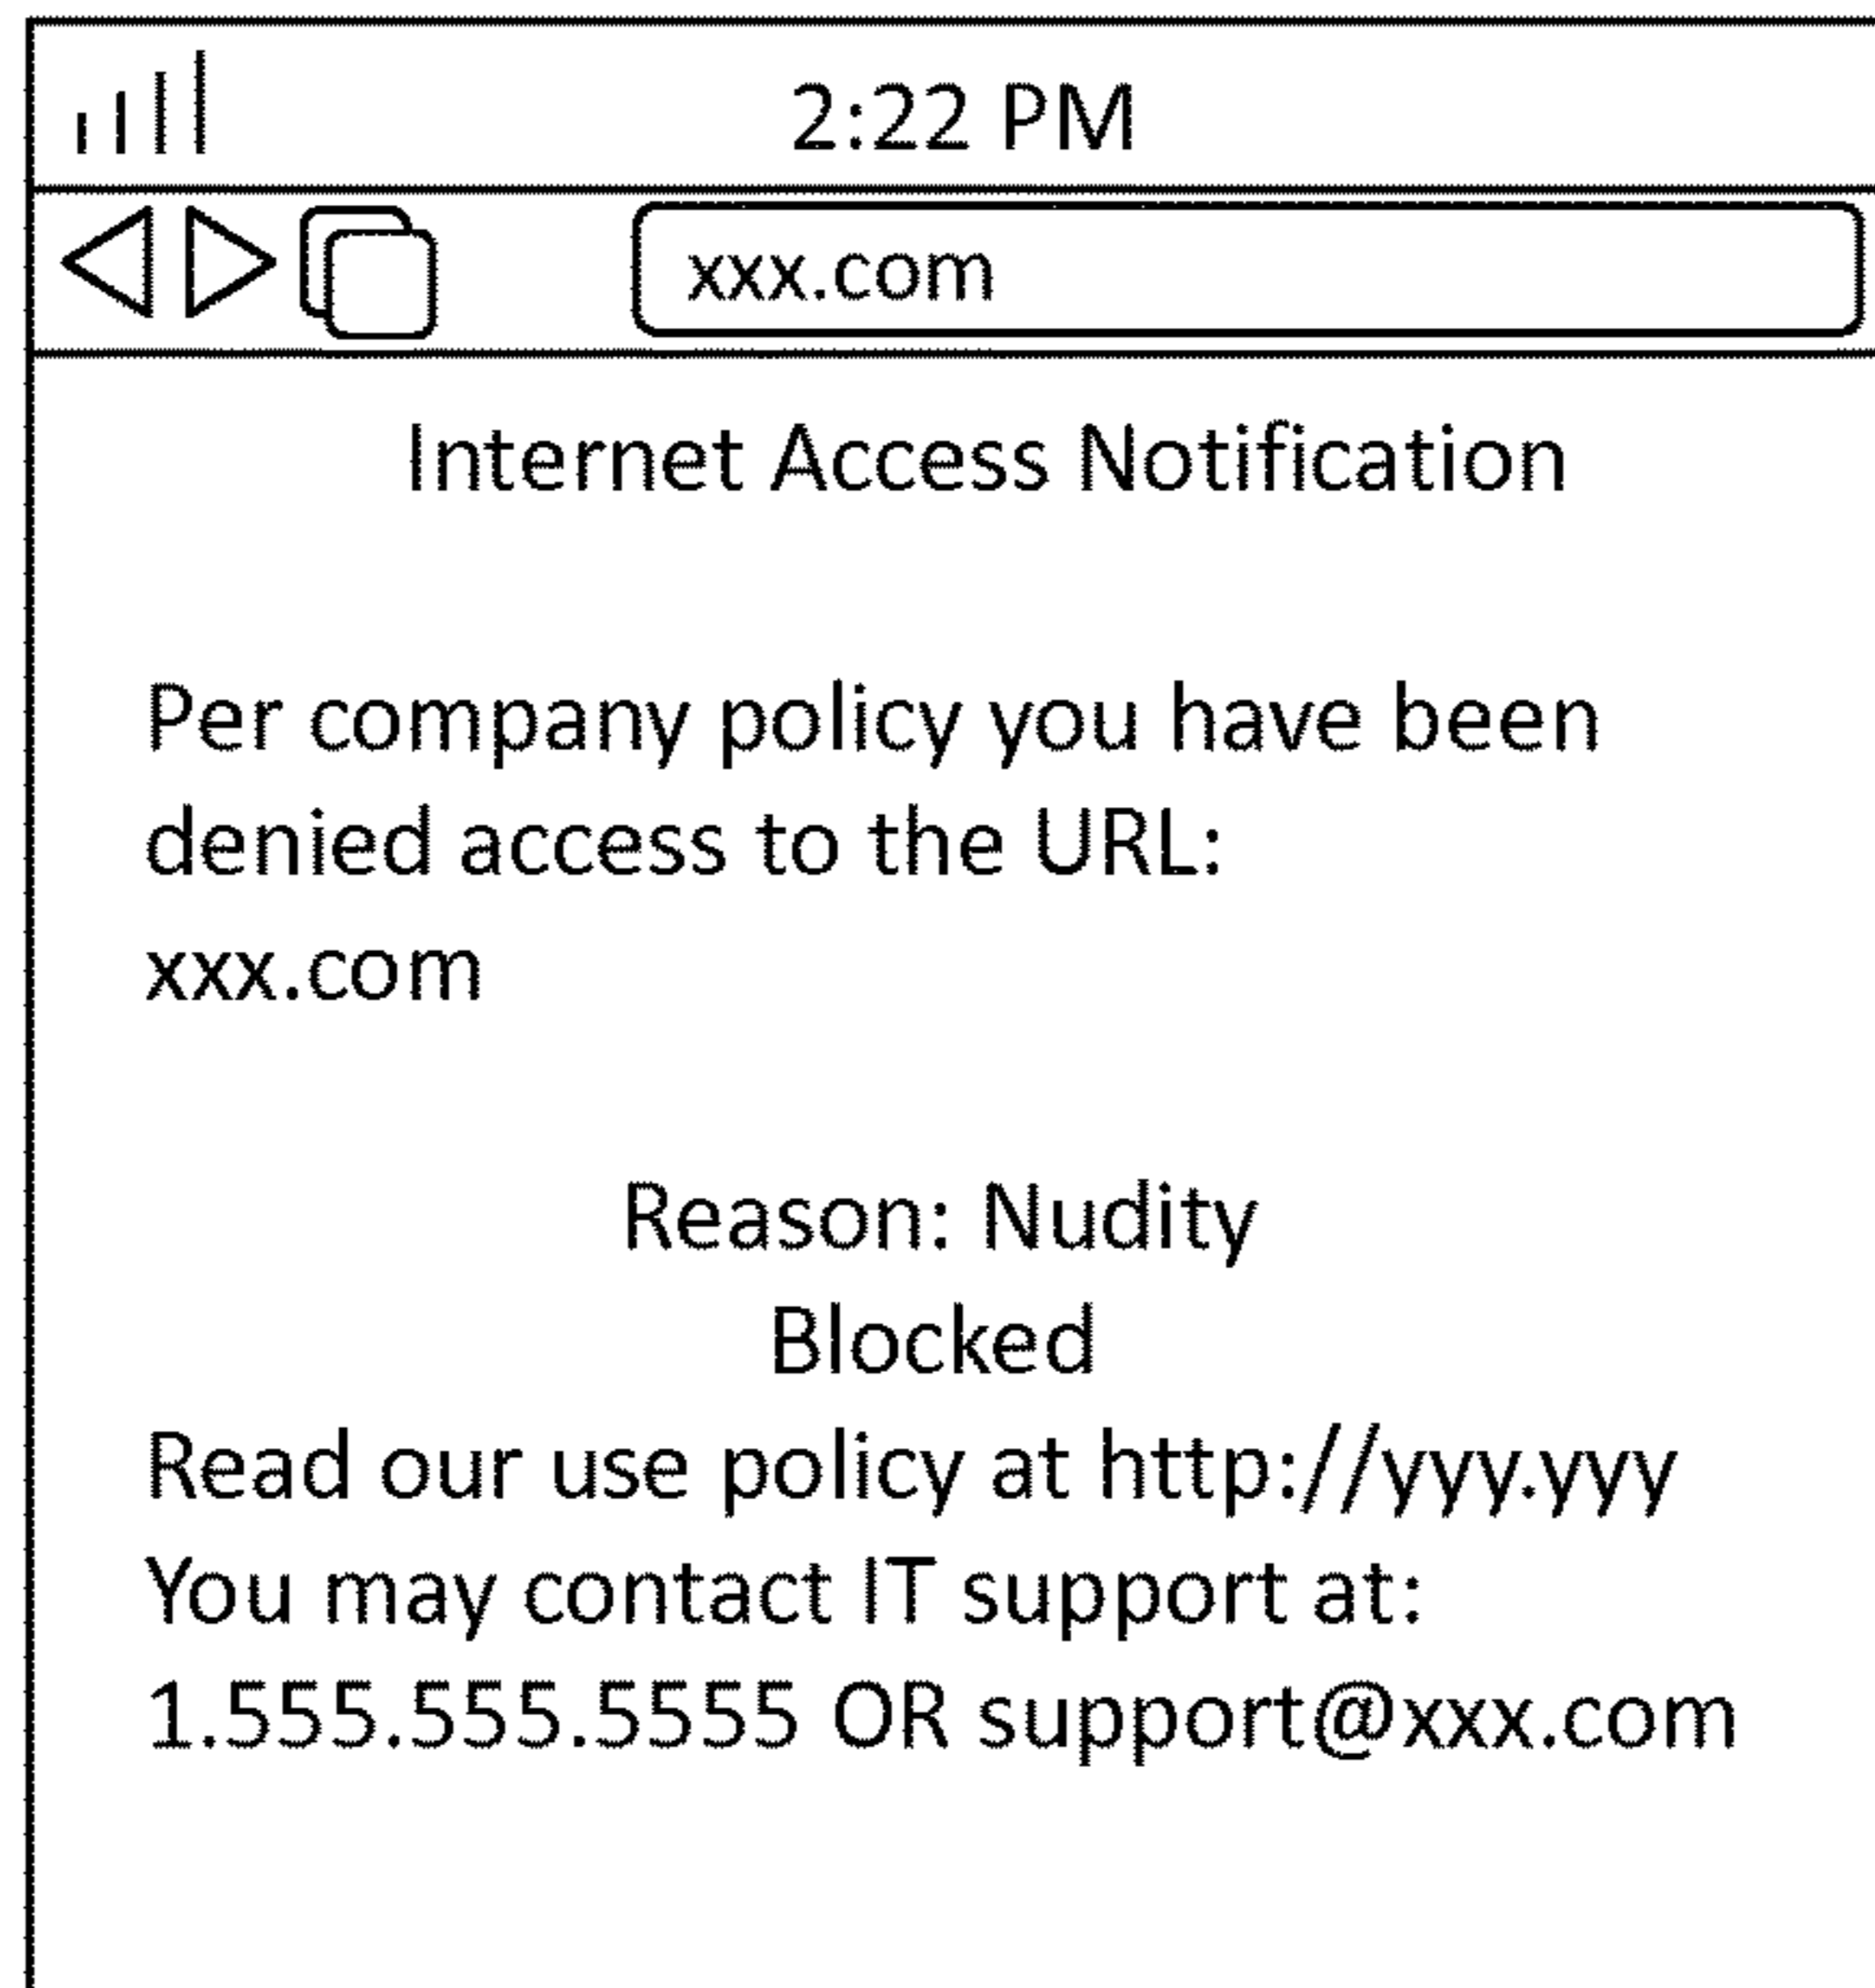 2:22 PM
xxx.com
Internet Access Notification
Per company policy you have been
denied access to the URL:
xxx.com
Reason: Nudity
Blocked
Read our use policy at http://yyy.yyy
You may contact IT support at:
1.555.555.5555 OR support@xxx.com